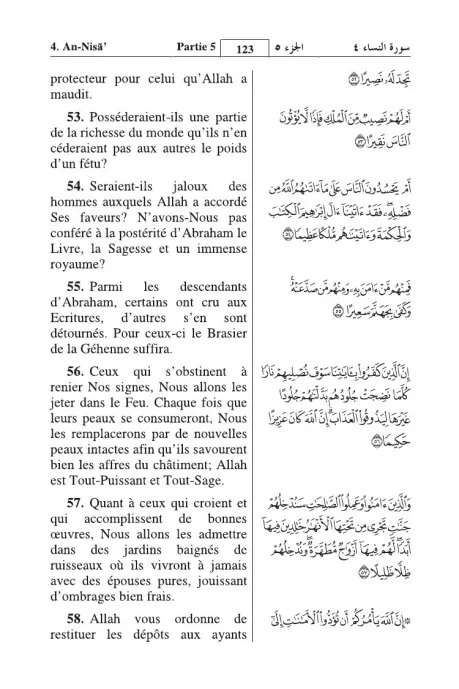 4. An-Nisā’ Partie 5 123 الجزء ٥ سورة النساء ٤
protecteur pour celui qu’Allah a
maudit.
53. Posséderaient-ils une partie
de la richesse du monde qu’ils n’en
céderaient pas aux autre le poids
d’un fétu?
54. Seraient-ils jaloux des
hommes auxquels Allah a accordé
Ses faveurs? N’avons-Nous pas
conféré à la postérité d’Abraham le
Livre, la Sagesse et un immense
royaume?
55. Parmi les descendants
d’Abraham, certains ont cru aux
Ecritures, d’autres s’en sont
détournés. Pour ceux-ci le Brasier
de la Géhenne suffira.
56. Ceux qui s’obstinent à
renier Nos signes, Nous allons les
jeter dans le Feu. Chaque fois que
leurs peaux se consumeront, Nous
les remplacerons par de nouvelles
peaux intactes afin qu’ils savourent
bien les affres du châtiment; Allah
est Tout-Puissant et Tout-Sage.
57. Quant à ceux qui croient et
qui accomplissent de bonnes
œuvres, Nous allons les admettre
dans des jardins baignés de
ruisseaux où ils vivront à jamais
avec des épouses pures, jouissant
d’ombrages bien frais.
58. Allah vous ordonne de
restituer les dépôts aux ayants
تَجِدَ لَهُۥ نَصِيرًا ٥٢
أَمْ لَهُمْ نَصِيبٌ مِّنَ ٱلْمُلْكِ فَإِذًا لَّا يُؤْتُونَ
ٱلنَّاسَ نَقِيرًا ٥٣
أَمْ يَحْسُدُونَ ٱلنَّاسَ عَلَىٰ مَآ ءَاتَىٰهُمُ ٱللَّهُ مِن
فَضْلِهِۦ فَقَدْ ءَاتَيْنَآ ءَالَ إِبْرَٰهِيمَ ٱلْكِتَٰبَ
وَٱلْحِكْمَةَ وَءَاتَيْنَٰهُم مُّلْكًا عَظِيمًا ٥٤
فَمِنْهُم مَّنْ ءَامَنَ بِهِۦ وَمِنْهُم مَّن صَدَّ عَنْهُ ۚ
وَكَفَىٰ بِجَهَنَّمَ سَعِيرًا ٥٥
إِنَّ ٱلَّذِينَ كَفَرُوا۟ بِـَٔايَٰتِنَا سَوْفَ نُصْلِيهِمْ نَارًا
كُلَّمَا نَضِجَتْ جُلُودُهُم بَدَّلْنَٰهُمْ جُلُودًا
غَيْرَهَا لِيَذُوقُوا۟ ٱلْعَذَابَ ۗ إِنَّ ٱللَّهَ كَانَ عَزِيزًا
حَكِيمًا ٥٦
وَٱلَّذِينَ ءَامَنُوا۟ وَعَمِلُوا۟ ٱلصَّٰلِحَٰتِ سَنُدْخِلُهُمْ
جَنَّٰتٍ تَجْرِى مِن تَحْتِهَا ٱلْأَنْهَٰرُ خَٰلِدِينَ فِيهَآ
أَبَدًا ۖ لَّهُمْ فِيهَآ أَزْوَٰجٌ مُّطَهَّرَةٌ ۖ وَنُدْخِلُهُمْ
ظِلًّا ظَلِيلًا ٥٧
۞ إِنَّ ٱللَّهَ يَأْمُرُكُمْ أَن تُؤَدُّوا۟ ٱلْأَمَٰنَٰتِ إِلَىٰٓ